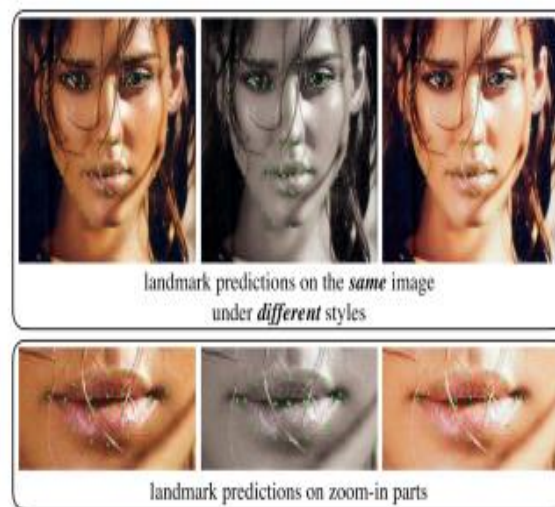 landmark predictions on the same image
under different styles
landmark predictions on zoom-in parts